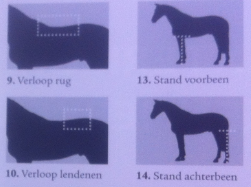 9. Verloop rug
13. Stand voorbeen
10. Verloop lendenen
14. Stand achterbeen